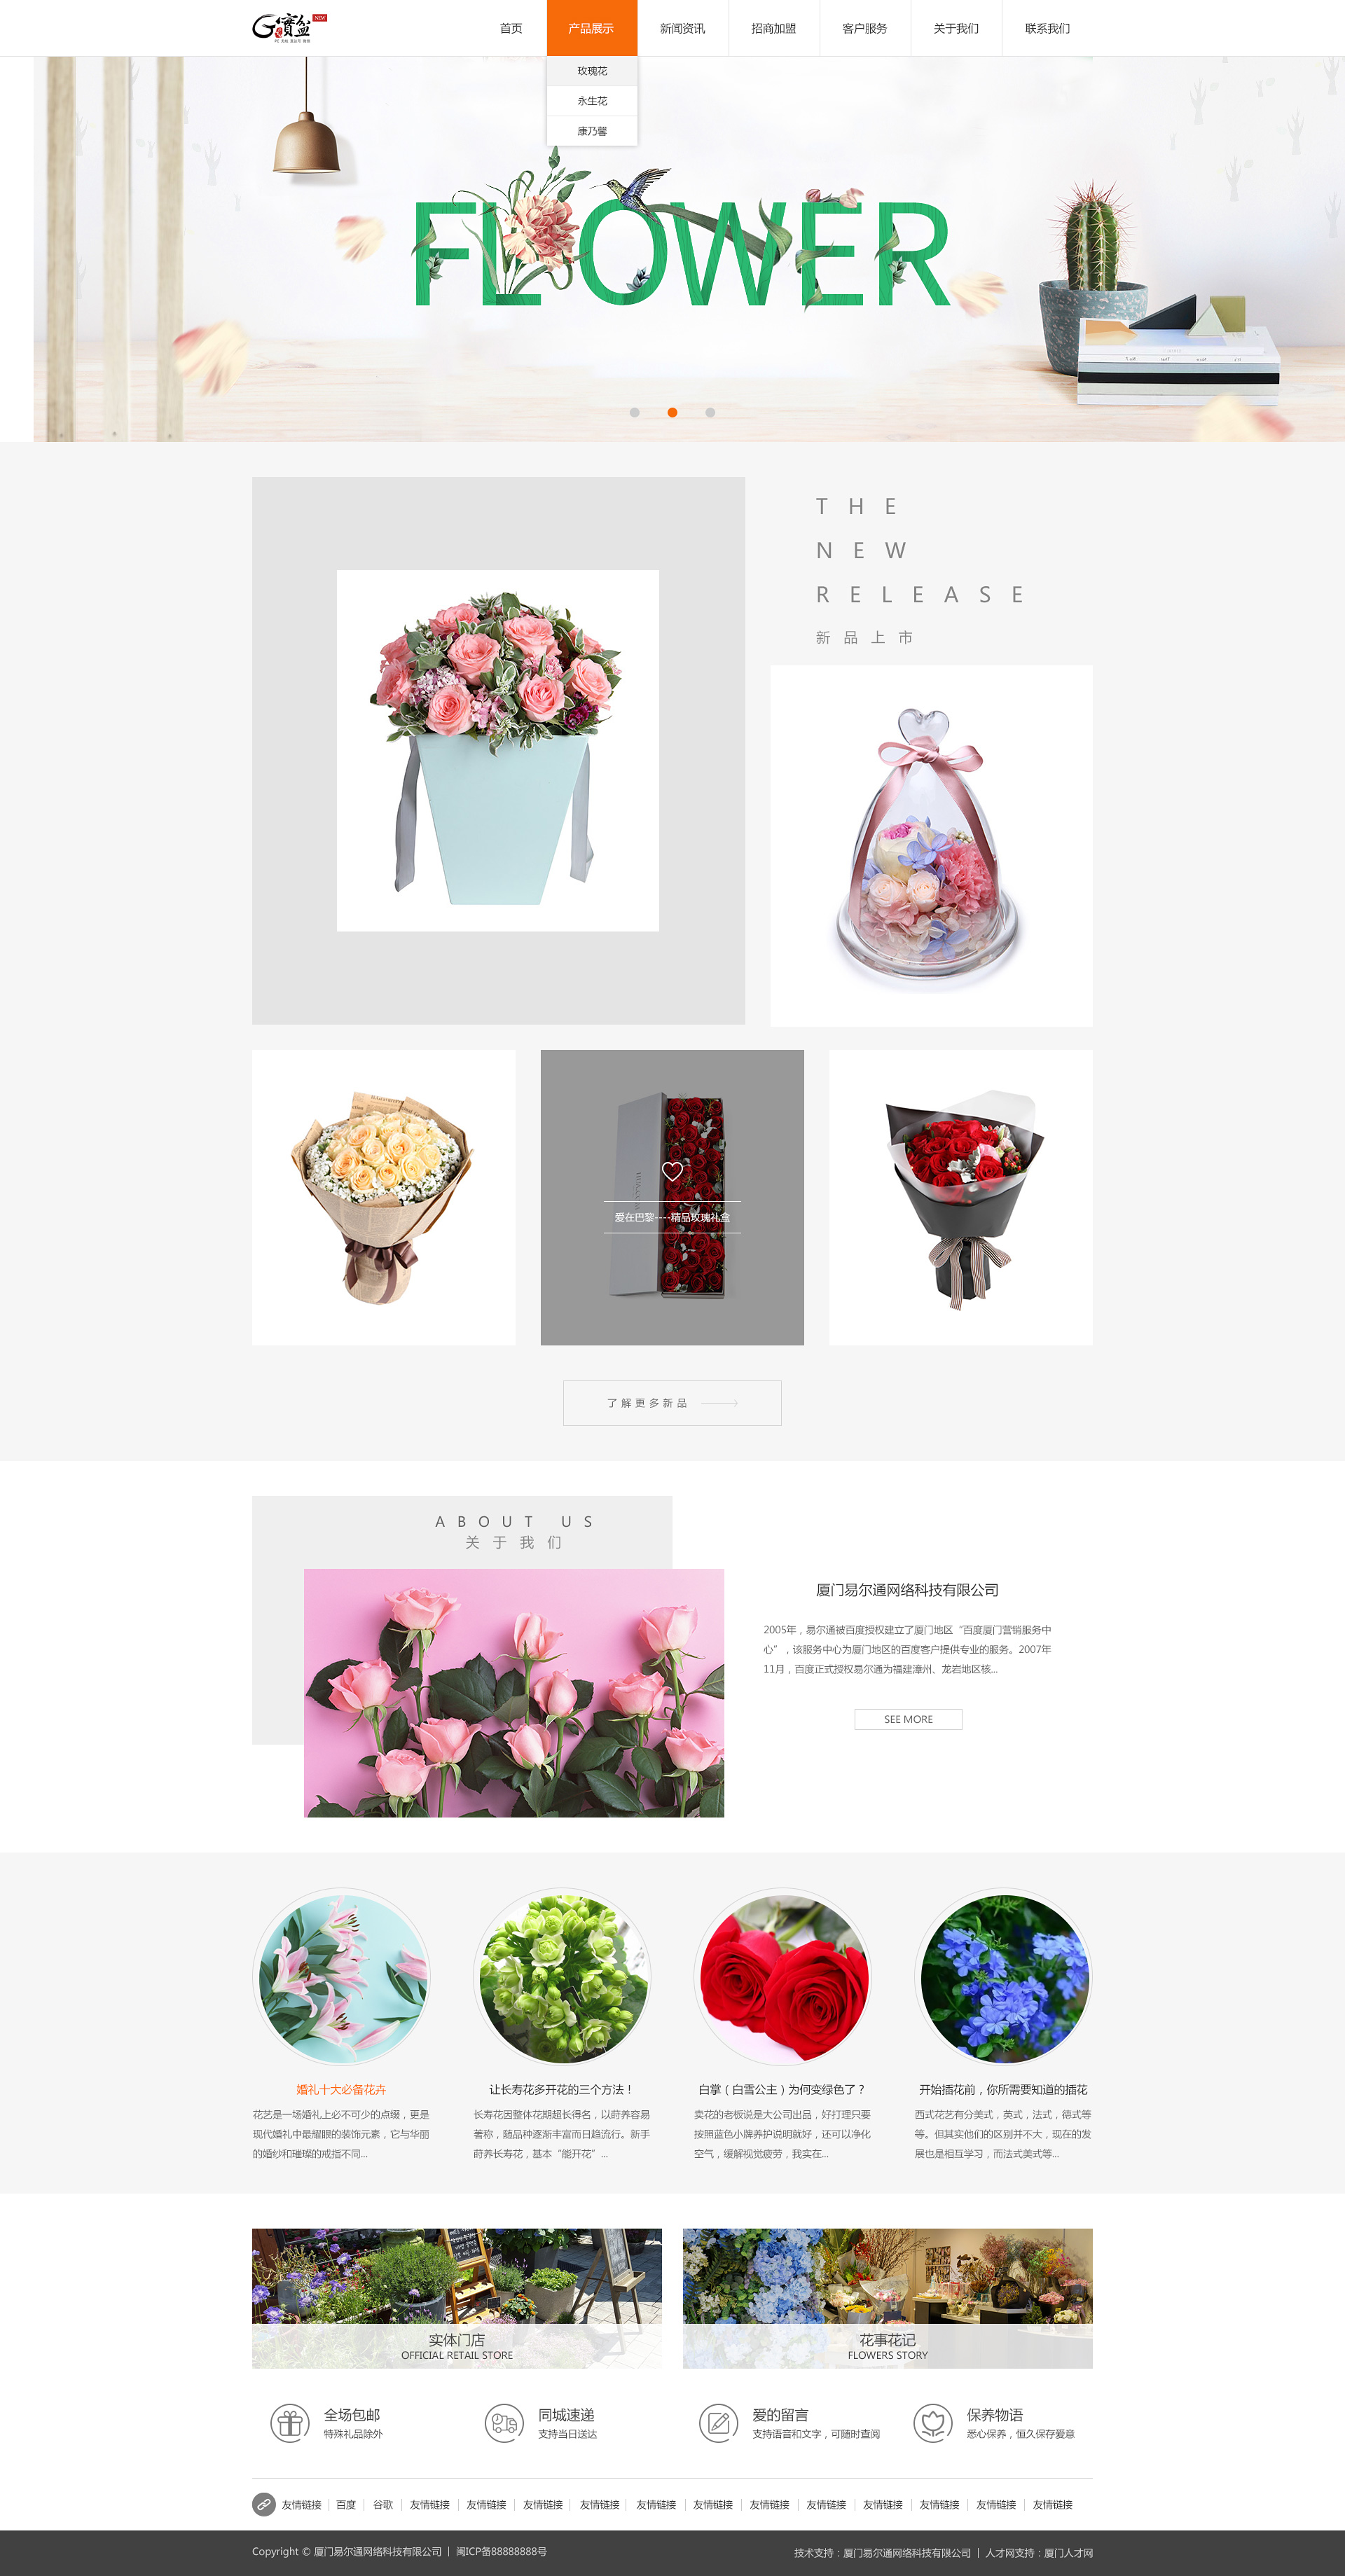 G寶盆 NEW
首页 产品展示 新闻资讯 招商加盟 客户服务 关于我们 联系我们
玫瑰花
永生花
康乃馨
FLOWER
THE
NEW
RELEASE
新品上市
爱在巴黎----精品玫瑰礼盒
了解更多新品
ABOUT US
关于我们
厦门易尔通网络科技有限公司
2005年，易尔通被百度授权建立了厦门地区“百度厦门营销服务中
心”，该服务中心为厦门地区的百度客户提供专业的服务。2007年
11月，百度正式授权易尔通为福建漳州、龙岩地区核...
SEE MORE
婚礼十大必备花卉
花艺是一场婚礼上必不可少的点缀，更是
现代婚礼中最耀眼的装饰元素，它与华丽
的婚纱和璀璨的戒指不同...
让长寿花多开花的三个方法！
长寿花因整体花期超长得名，以莳养容易
著称，随品种逐渐丰富而日趋流行。新手
莳养长寿花，基本“能开花”...
白掌（白雪公主）为何变绿色了？
卖花的老板说是大公司出品，好打理只要
按照蓝色小牌养护说明就好，还可以净化
空气，缓解视觉疲劳，我实在...
开始插花前，你所需要知道的插花
西式花艺有分美式，英式，法式，德式等
等。但其实他们的区别并不大，现在的发
展也是相互学习，而法式美式等...
实体门店
OFFICIAL RETAIL STORE
花事花记
FLOWERS STORY
全场包邮
特殊礼品除外
同城速递
支持当日送达
爱的留言
支持语音和文字，可随时查阅
保养物语
悉心保养，恒久保存爱意
友情链接 百度 谷歌 友情链接 友情链接 友情链接 友情链接 友情链接 友情链接 友情链接 友情链接 友情链接 友情链接 友情链接 友情链接
Copyright © 厦门易尔通网络科技有限公司 | 闽ICP备88888888号
技术支持：厦门易尔通网络科技有限公司 | 人才网支持：厦门人才网